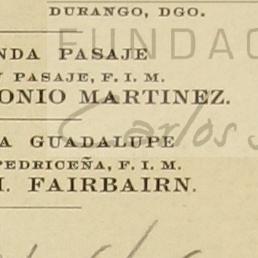 DURANGO, DGO.
FUNDAC
NDA PASAJE
PASAJE, F. I. M.
ONIO MARTINEZ.
Carlos
A GUADALUPE
PEDRICEÑA, F. I. M.
I. FAIRBAIRN.